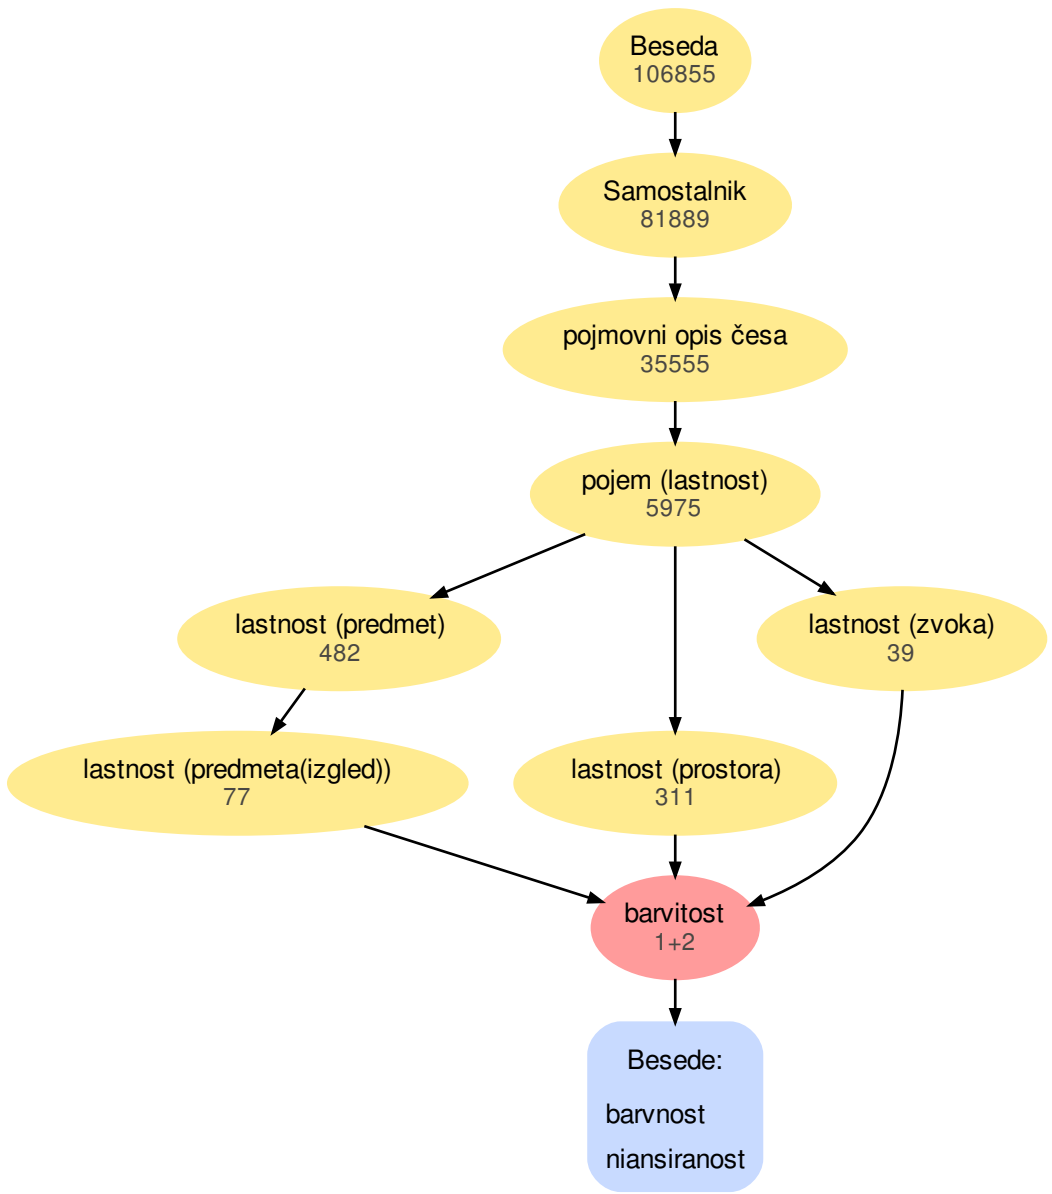 Beseda
106855
Samostalnik
81889
pojmovni opis česa
35555
pojem (lastnost)
5975
lastnost (predmet)
482
lastnost (zvoka)
39
lastnost (predmeta(izgled))
77
lastnost (prostora)
311
barvitost
1+2
Besede:
barvnost
niansiranost